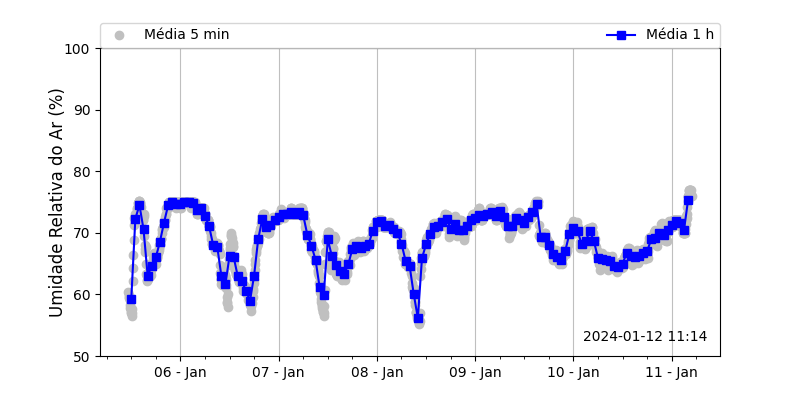 Média 5 min
Média 1 h
100
90
80
70
60
50
Umidade Relativa do Ar (%)
2024-01-12 11:14
06 - Jan
07 - Jan
08 - Jan
09 - Jan
10 - Jan
11 - Jan